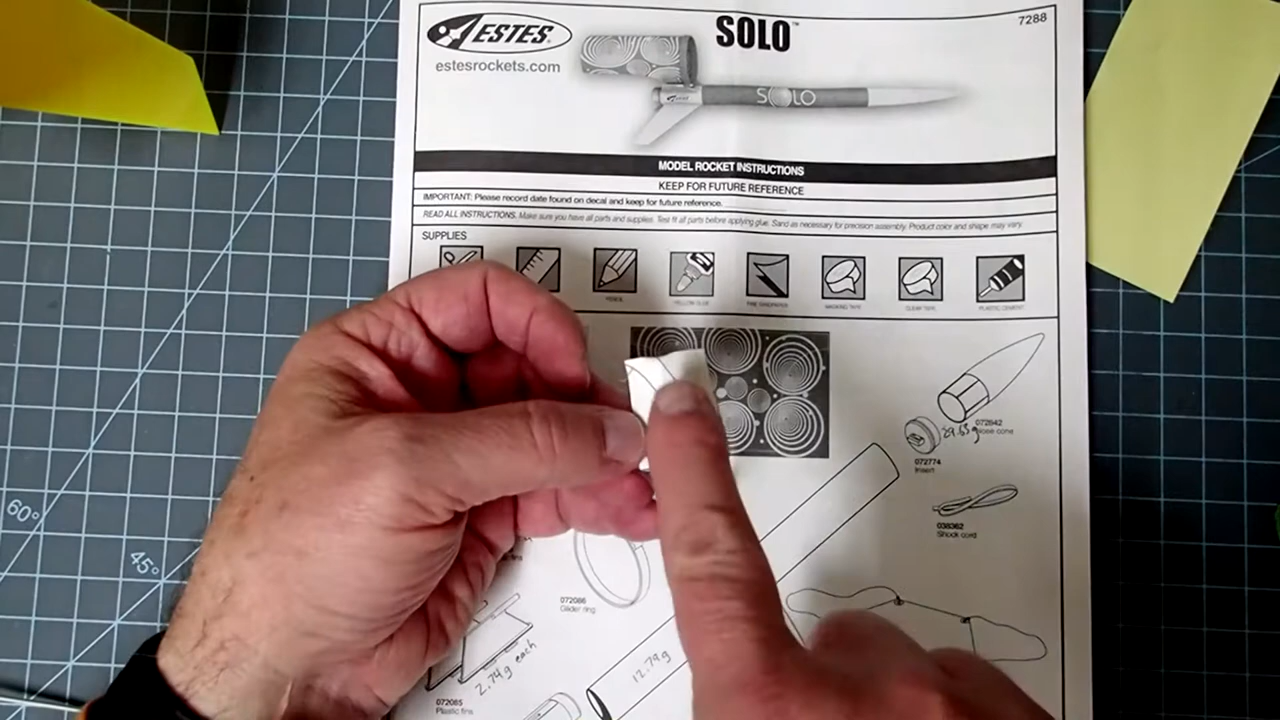 ESTES®
SOLO™
7288
estesrockets.com
SOLO
MODEL ROCKET INSTRUCTIONS
KEEP FOR FUTURE REFERENCE
IMPORTANT: Please record date found on decal and keep for future reference.
READ ALL INSTRUCTIONS. Make sure you have all parts and supplies. Test fit all parts before applying glue. Sand as necessary for precision assembly. Product color and shape may vary.
SUPPLIES
PENCIL
YELLOW GLUE
FINE SANDPAPER
MASKING TAPE
CLEAR TAPE
PLASTIC CEMENT
072842
Nose cone
29.65g
072774
Insert
038362
Shock cord
072086
Glider ring
2.74g each
12.79g
072085
Plastic fins
60°
45°